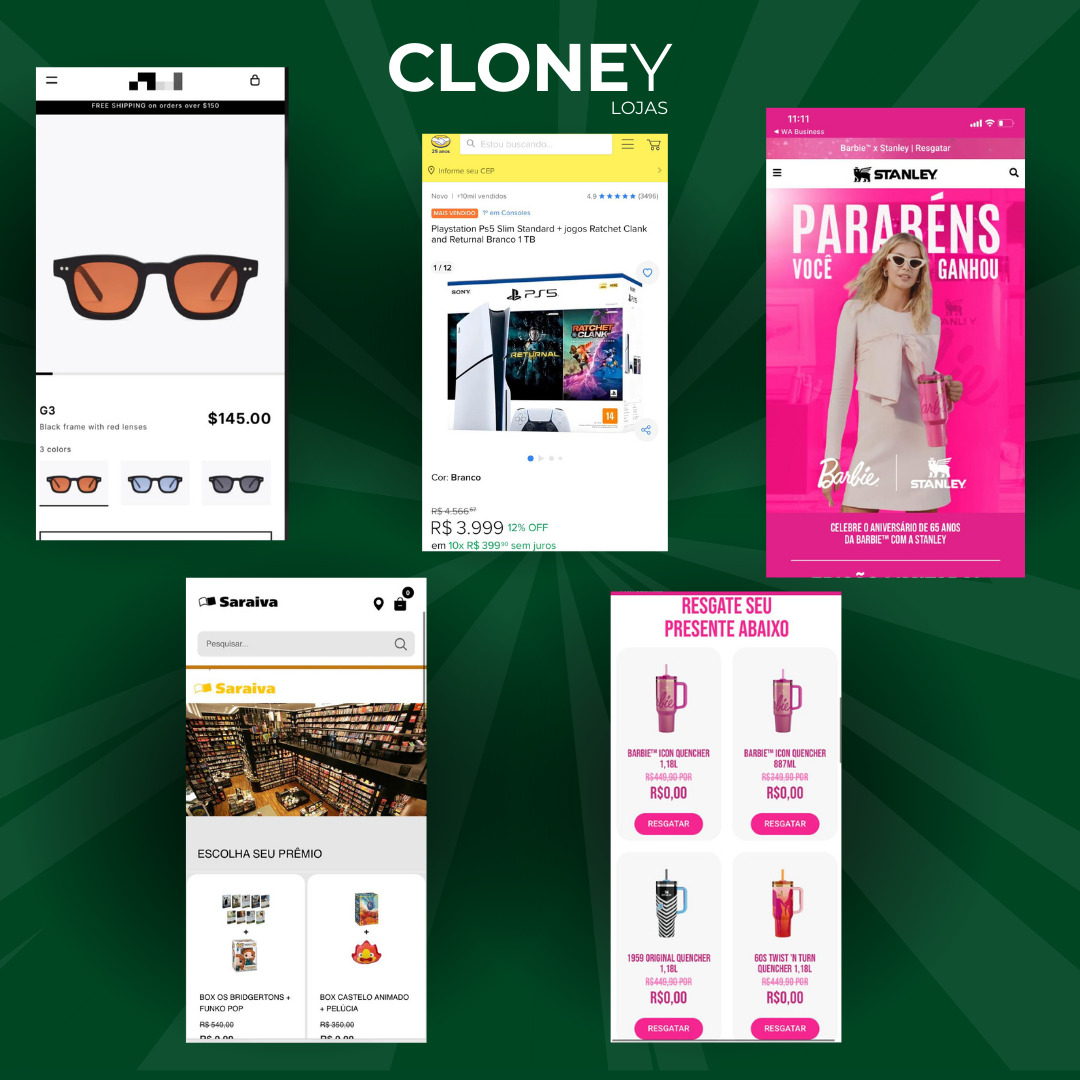 CLONEY
LOJAS
FREE SHIPPING on orders over $150
G3
$145.00
Black frame with red lenses
3 colors
25 anos
Estou buscando...
Informe seu CEP
Novo | +10mil vendidos
4.9 ★★★★★ (3496)
MAIS VENDIDO 1º em Consoles
Playstation Ps5 Slim Standard + jogos Ratchet Clank
and Returnal Branco 1 TB
1 / 12
SONY
PS5
RETURNAL
RATCHET
CLANK
14
Cor: Branco
R$ 4.566⁶⁷
R$ 3.999 12% OFF
em 10x R$ 399⁹⁰ sem juros
11:11
◀ WA Business
Barbie™ x Stanley | Resgatar
STANLEY
PARABÉNS
VOCÊ GANHOU
Barbie
STANLEY
CELEBRE O ANIVERSÁRIO DE 65 ANOS
DA BARBIE™ COM A STANLEY
Saraiva
0
Pesquisar...
Saraiva
ESCOLHA SEU PRÊMIO
+
+
BOX OS BRIDGERTONS +
FUNKO POP
R$ 540,00
R$ 0,00
BOX CASTELO ANIMADO
+ PELÚCIA
R$ 350,00
R$ 0,00
RESGATE SEU
PRESENTE ABAIXO
BARBIE™ ICON QUENCHER
1,18L
R$449,90 POR
R$0,00
RESGATAR
BARBIE™ ICON QUENCHER
887ML
R$349,90 POR
R$0,00
RESGATAR
1959 ORIGINAL QUENCHER
1,18L
R$449,90 POR
R$0,00
RESGATAR
60S TWIST 'N TURN
QUENCHER 1,18L
R$449,90 POR
R$0,00
RESGATAR